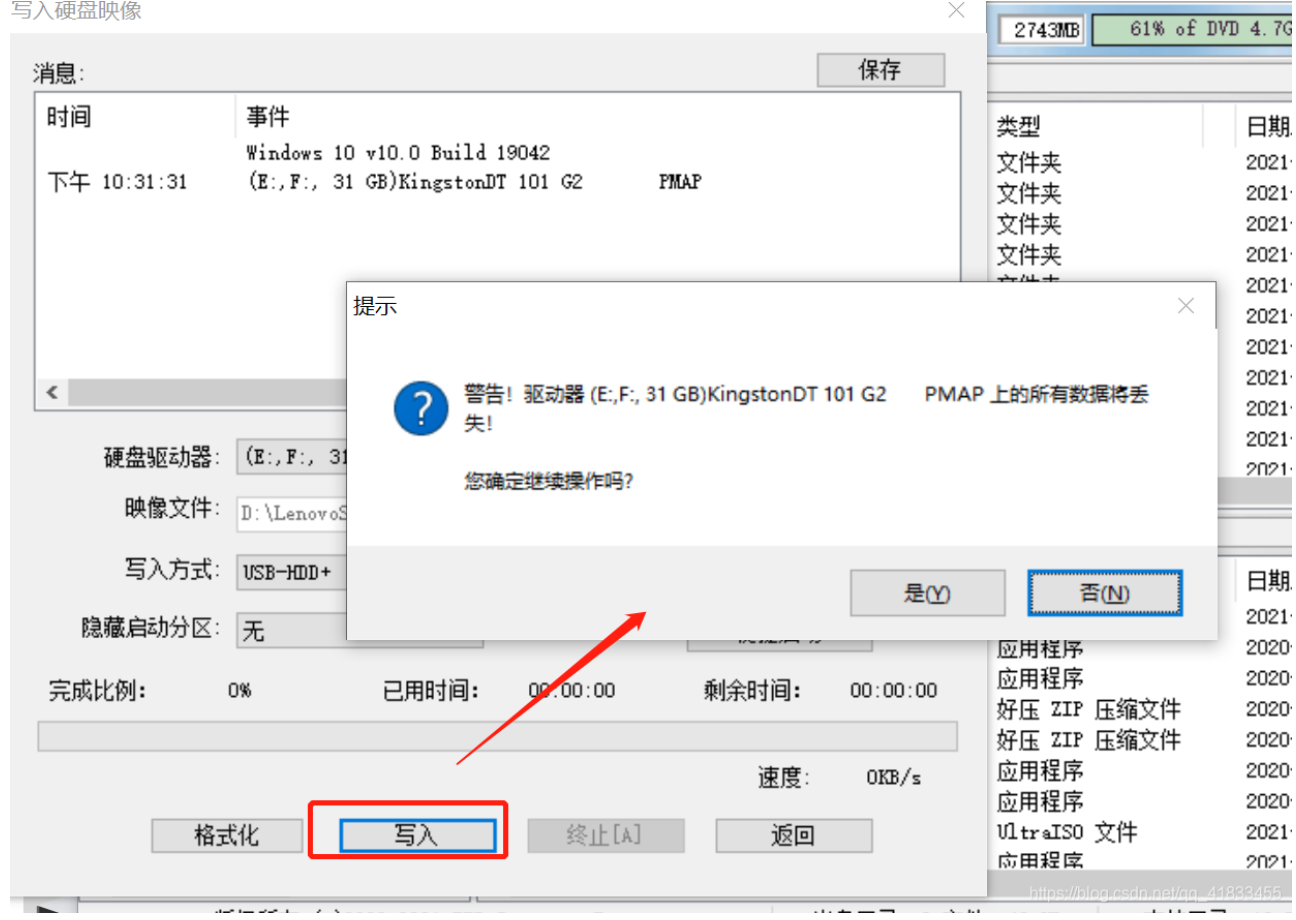 写入硬盘映像
2743MB
61% of DVD 4.7G
消息:
保存
时间 事件
Windows 10 v10.0 Build 19042
下午 10:31:31 (E:,F:, 31 GB)KingstonDT 101 G2 PMAP
类型 日期
文件夹 2021-
文件夹 2021-
文件夹 2021-
文件夹 2021-
2021-
2021-
2021-
2021-
2021-
2021-
2021-
提示
警告! 驱动器 (E:,F:, 31 GB)KingstonDT 101 G2 PMAP 上的所有数据将丢
失!
您确定继续操作吗?
是(Y)
否(N)
硬盘驱动器: (E:,F:, 31
映像文件: D:\LenovoS
写入方式: USB-HDD+
隐藏启动分区: 无
完成比例: 0% 已用时间: 00:00:00 剩余时间: 00:00:00
速度: 0KB/s
格式化 写入 终止[A] 返回
日期
2021-
应用程序 2020-
应用程序 2020-
好压 ZIP 压缩文件 2020-
好压 ZIP 压缩文件 2020-
应用程序 2020-
应用程序 2020-
UltraISO 文件 2021-
应用程序 2021-
https://blog.csdn.net/qq_41833455